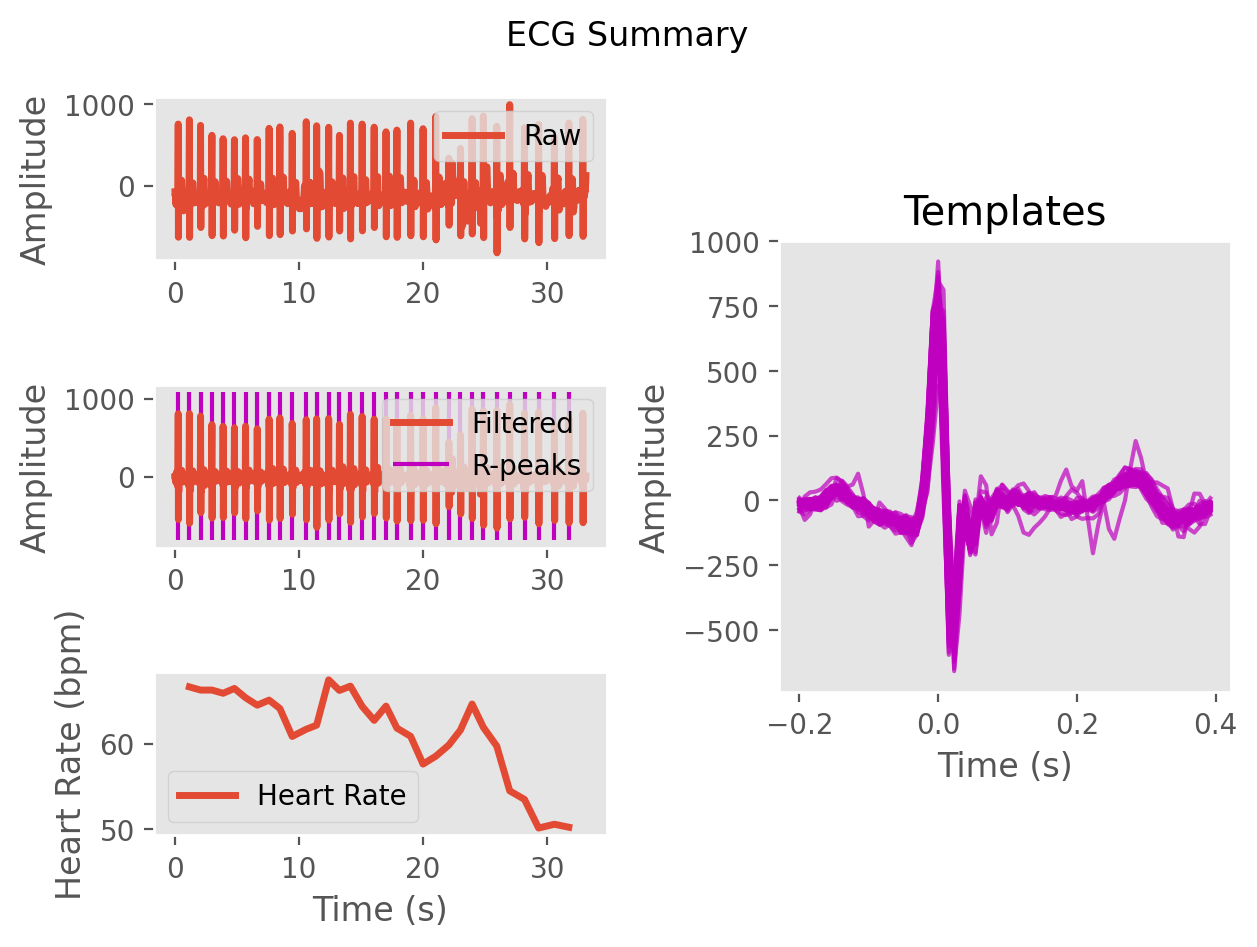 ECG Summary
Amplitude
1000
0
Raw
0 10 20 30
Amplitude
1000
0
Filtered
R-peaks
0 10 20 30
Heart Rate (bpm)
60
50
Heart Rate
0 10 20 30
Time (s)
Templates
Amplitude
1000
750
500
250
0
−250
−500
−0.2 0.0 0.2 0.4
Time (s)